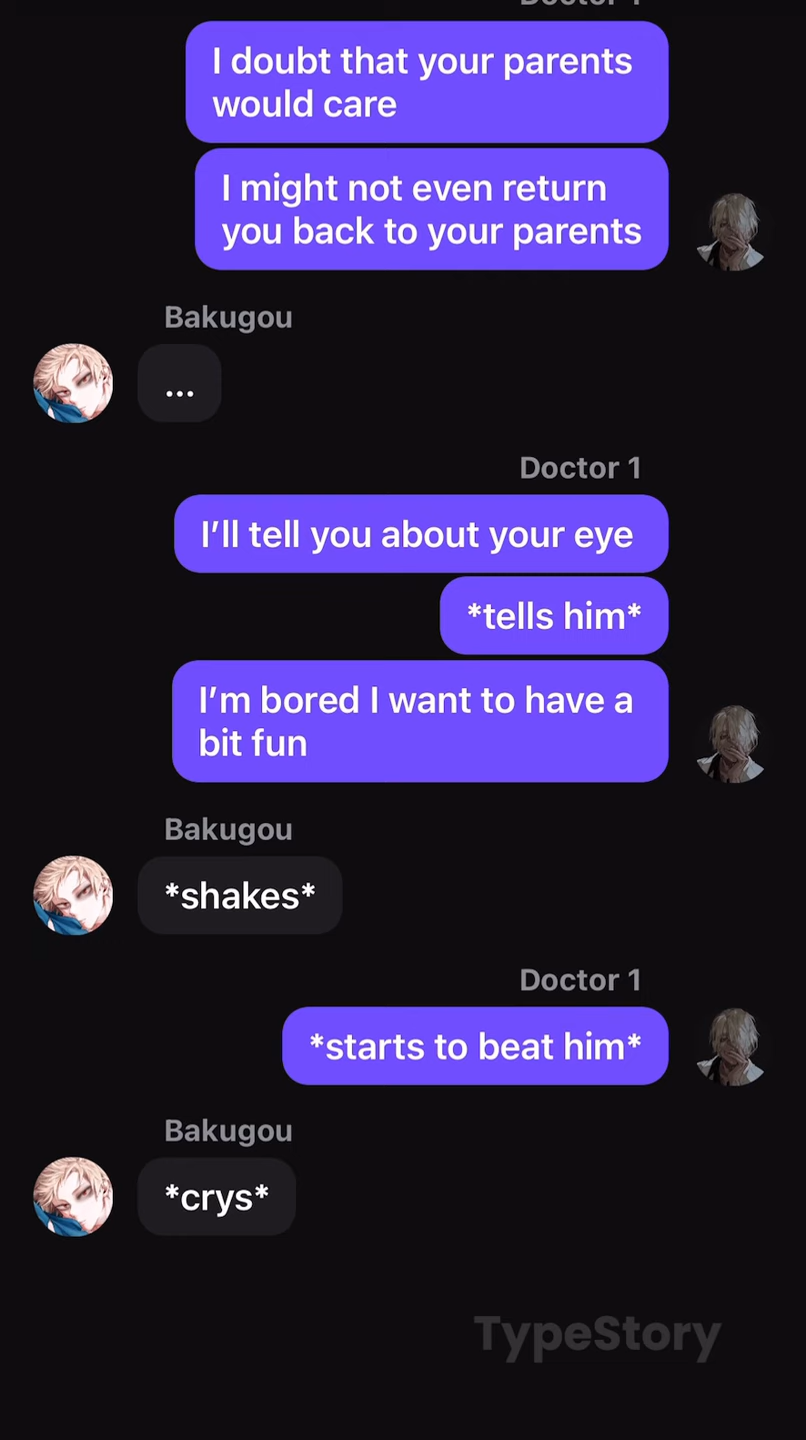 Doctor 1
I doubt that your parents
would care
I might not even return
you back to your parents
Bakugou
...
Doctor 1
I’ll tell you about your eye
*tells him*
I’m bored I want to have a
bit fun
Bakugou
*shakes*
Doctor 1
*starts to beat him*
Bakugou
*crys*
TypeStory